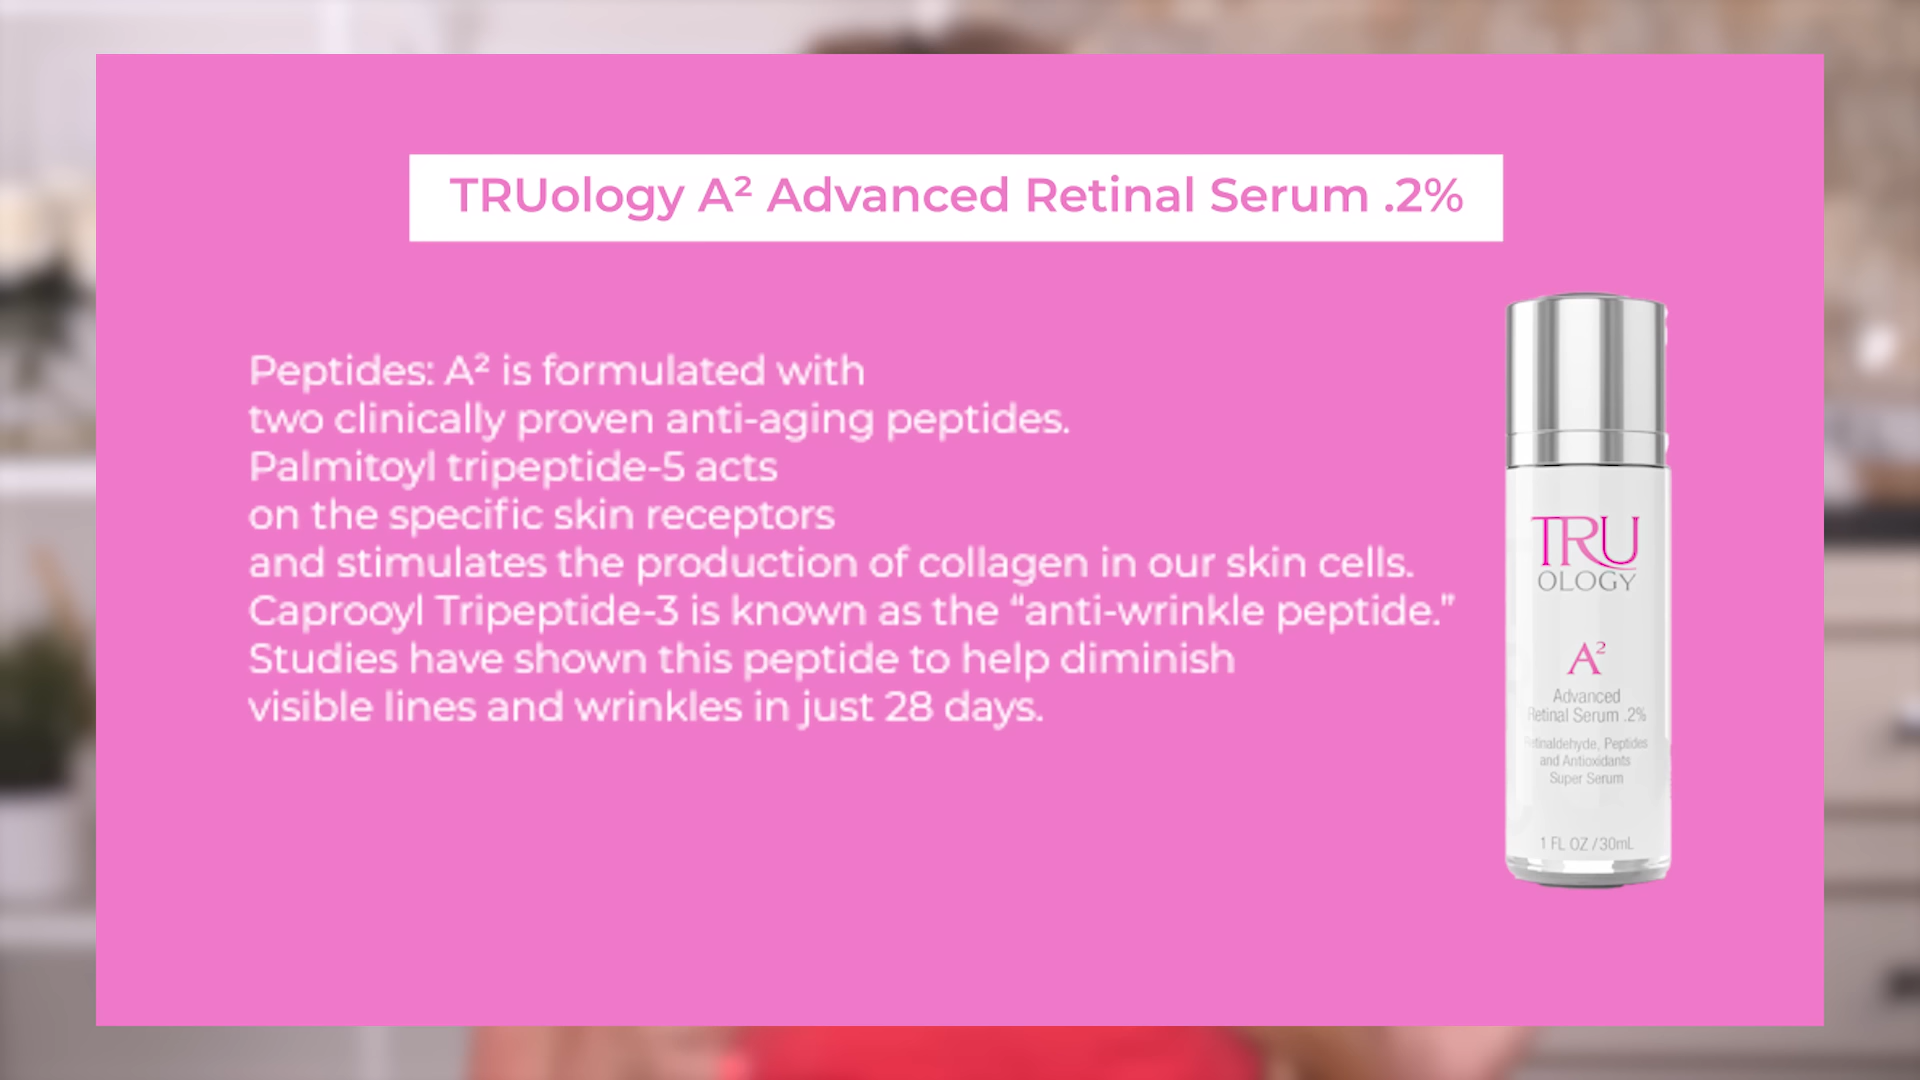 TRUology A² Advanced Retinal Serum .2%
Peptides: A² is formulated with
two clinically proven anti-aging peptides.
Palmitoyl tripeptide-5 acts
on the specific skin receptors
and stimulates the production of collagen in our skin cells.
Caprooyl Tripeptide-3 is known as the “anti-wrinkle peptide.”
Studies have shown this peptide to help diminish
visible lines and wrinkles in just 28 days.
TRU
OLOGY
A²
Advanced
Retinal Serum .2%
Retinaldehyde, Peptides
and Antioxidants
Super Serum
1 FL OZ / 30mL